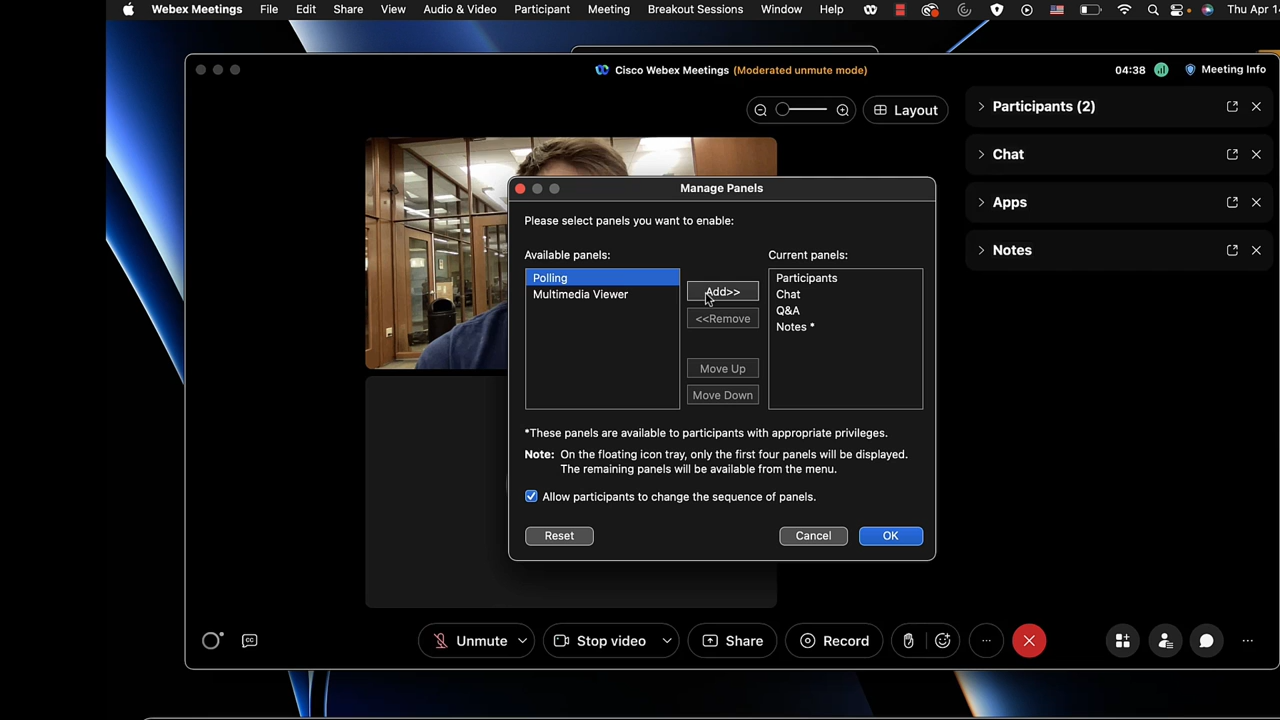 Webex Meetings File Edit Share View Audio & Video Participant Meeting Breakout Sessions Window Help Thu Apr
Cisco Webex Meetings (Moderated unmute mode) 04:38 Meeting Info
Layout
Participants (2)
Chat
Apps
Notes
Manage Panels
Please select panels you want to enable:
Available panels: Current panels:
Polling
Multimedia Viewer
Add>>
<<Remove
Move Up
Move Down
Participants
Chat
Q&A
Notes *
*These panels are available to participants with appropriate privileges.
Note: On the floating icon tray, only the first four panels will be displayed.
The remaining panels will be available from the menu.
Allow participants to change the sequence of panels.
Reset Cancel OK
CC Unmute Stop video Share Record